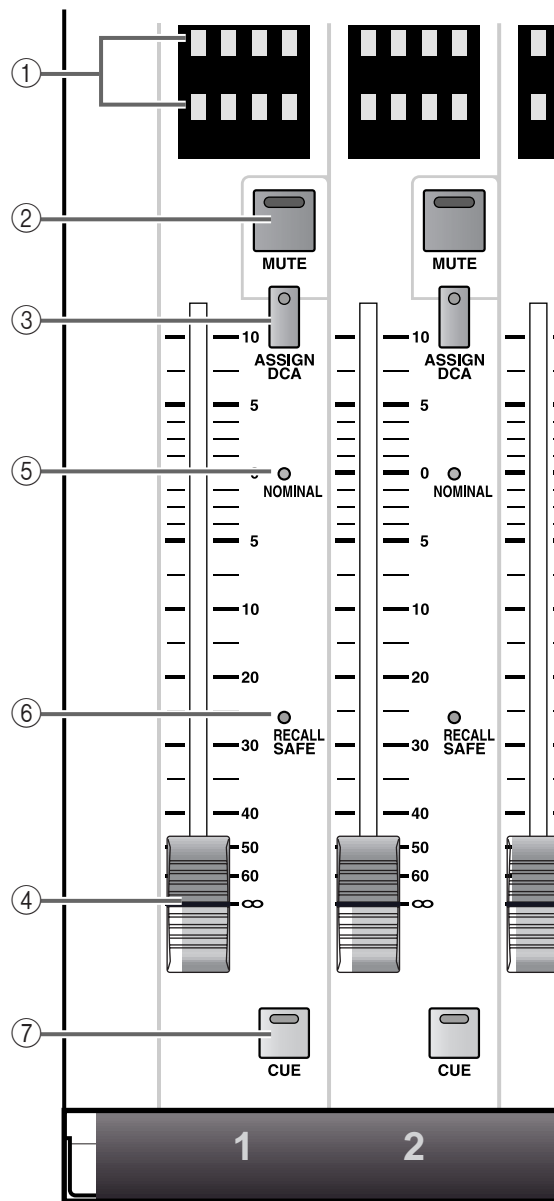 ①
② MUTE MUTE
③ 10 10
ASSIGN DCA ASSIGN DCA
5 5
⑤ 0
NOMINAL NOMINAL
5 5
10 10
20 20
⑥
RECALL SAFE RECALL SAFE
30 30
40 40
50 50
60 60
④ ∞ ∞
⑦
CUE CUE
1 2